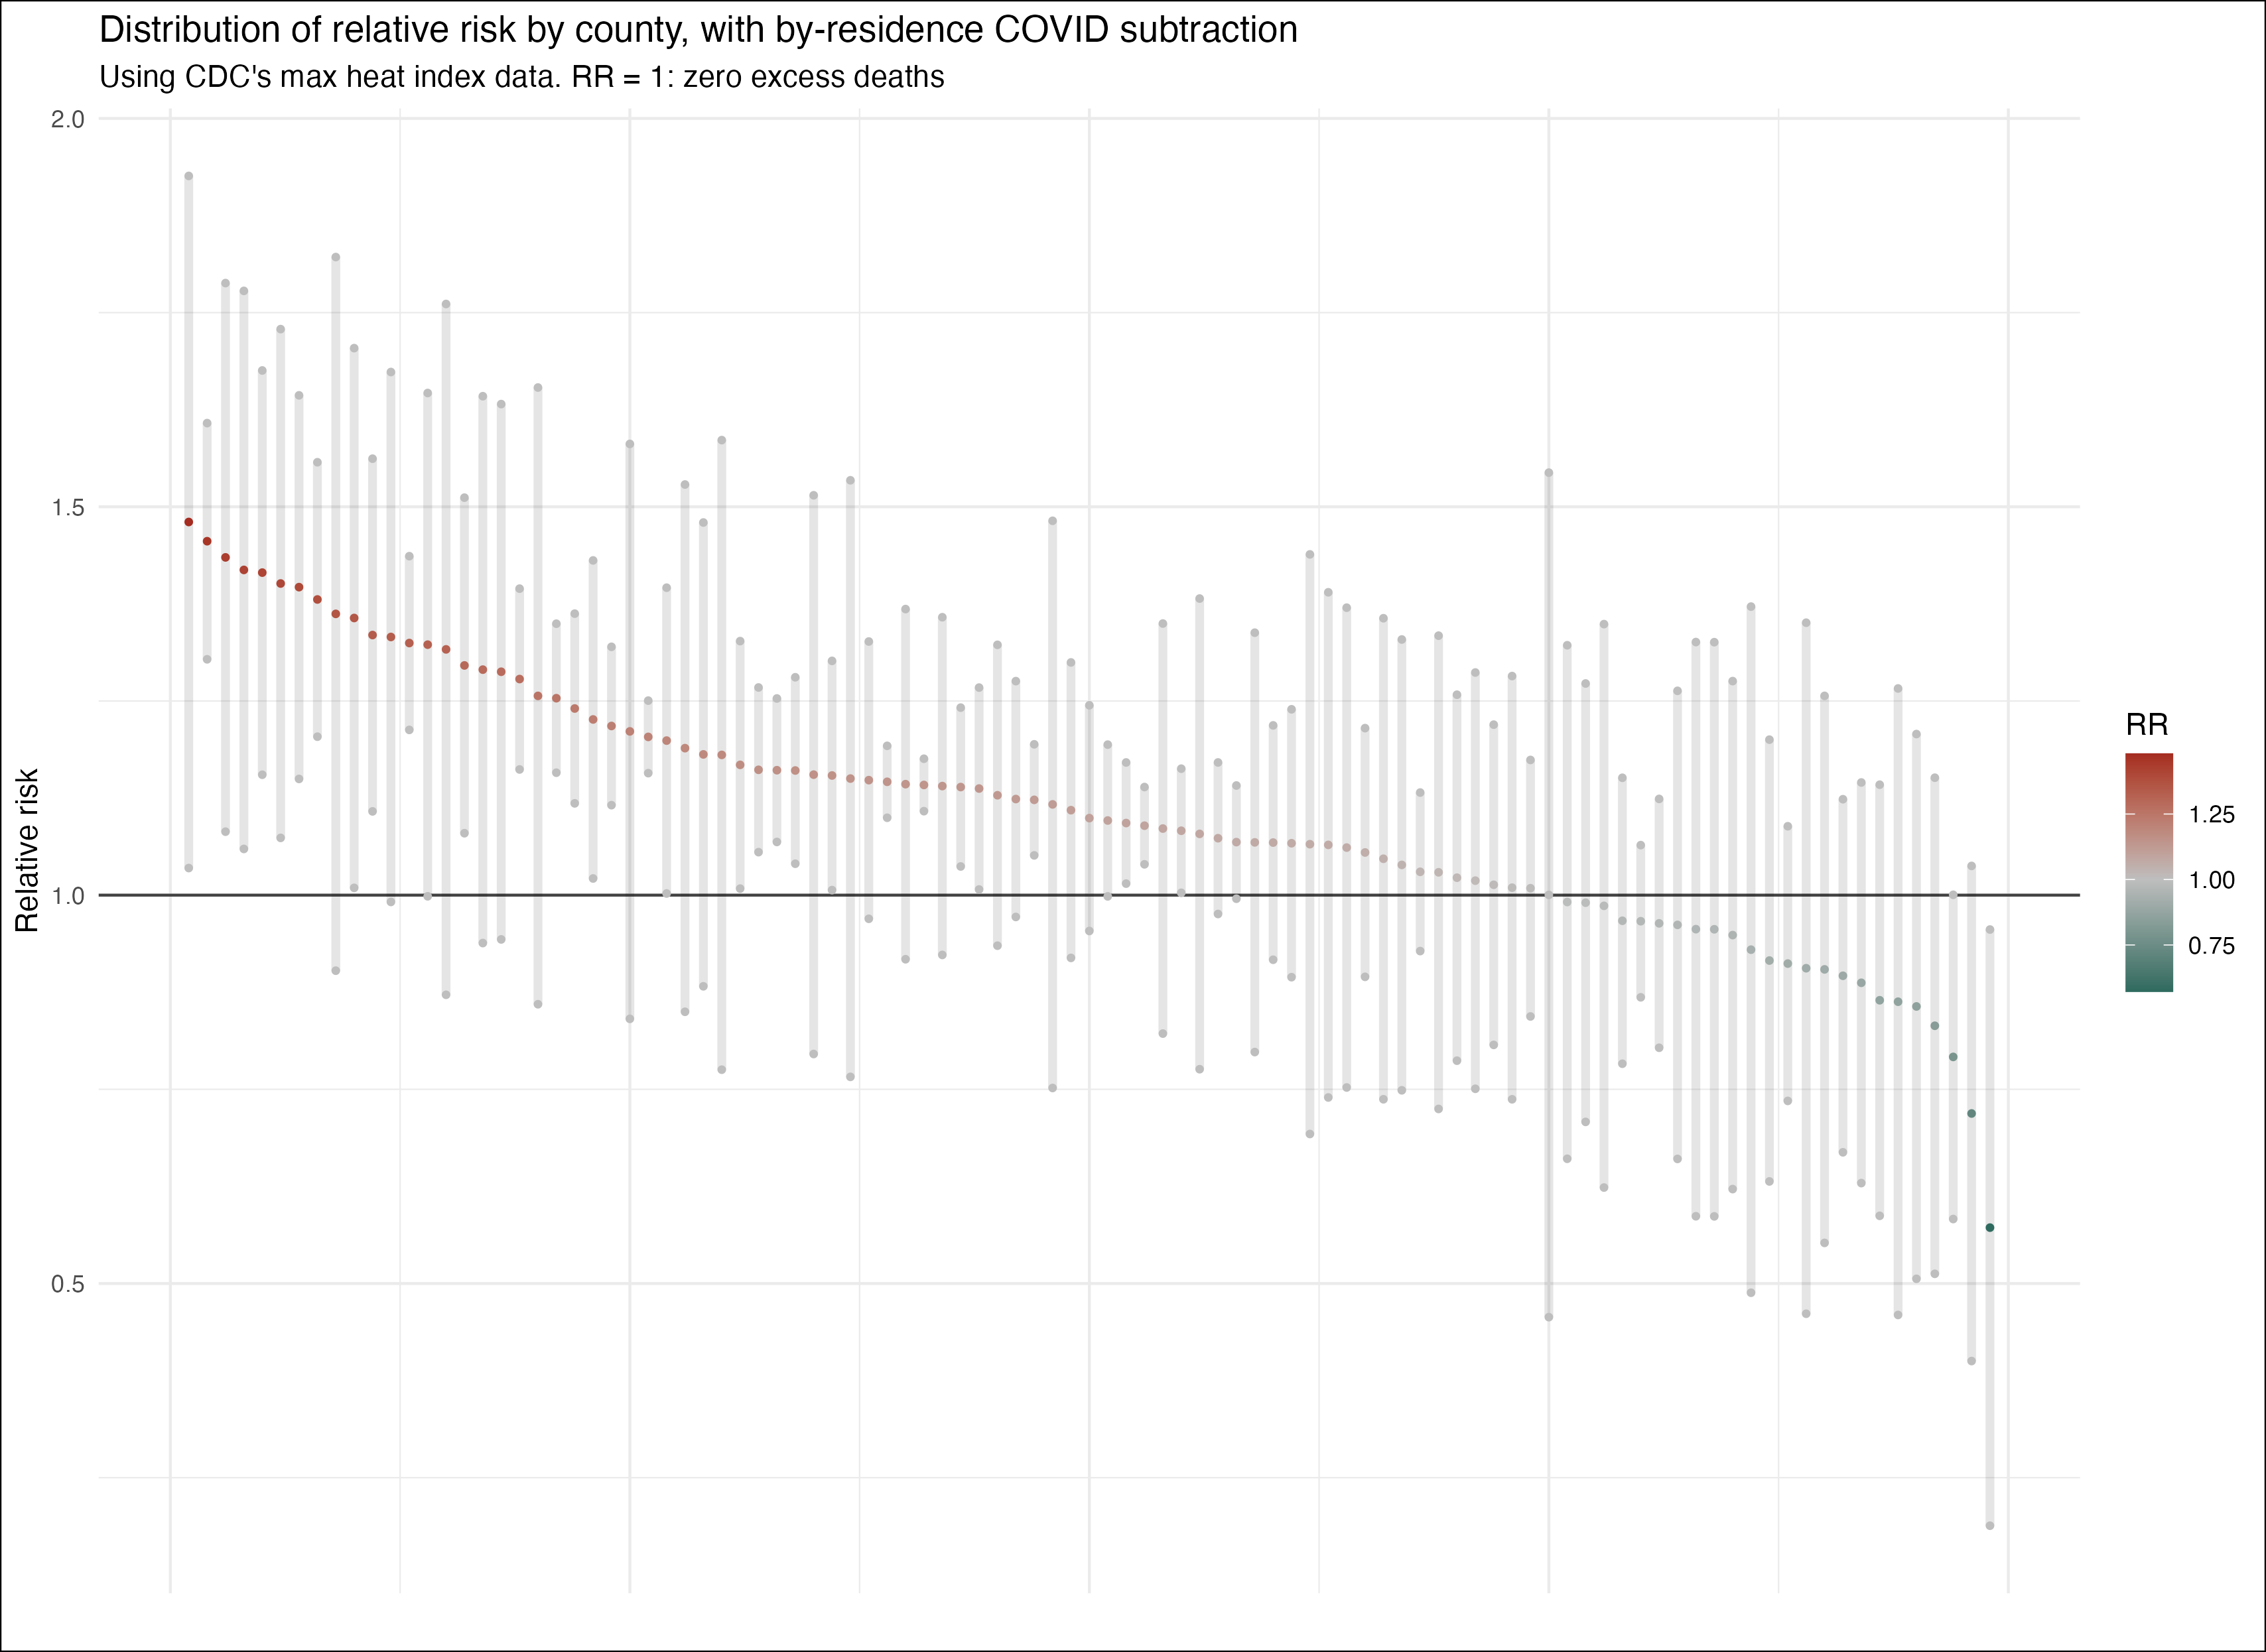 Distribution of relative risk by county, with by-residence COVID subtraction
Using CDC's max heat index data. RR = 1: zero excess deaths
2.0
1.5
1.0
0.5
Relative risk
RR
1.25
1.00
0.75